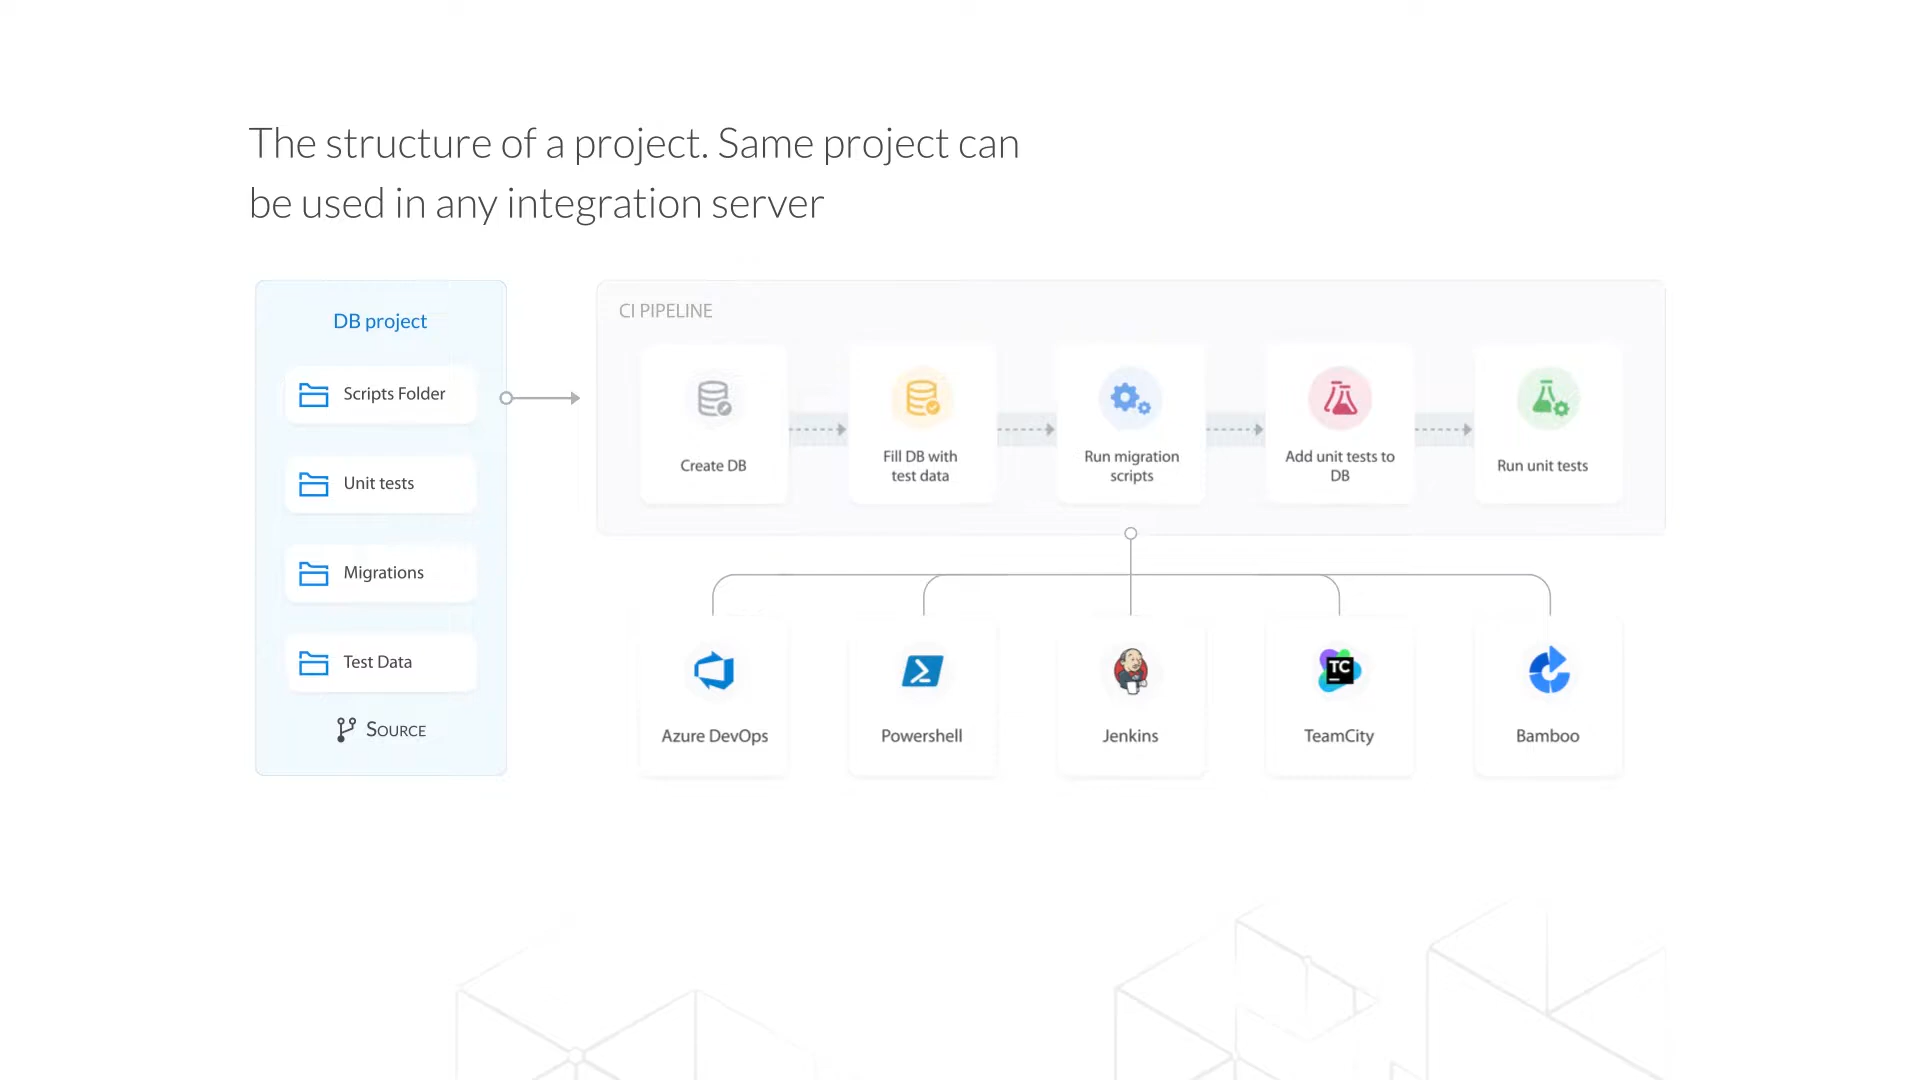 The structure of a project. Same project can
be used in any integration server
DB project
Scripts Folder
Unit tests
Migrations
Test Data
SOURCE
CI PIPELINE
Create DB
Fill DB with
test data
Run migration
scripts
Add unit tests to
DB
Run unit tests
Azure DevOps
Powershell
Jenkins
TC
TeamCity
Bamboo